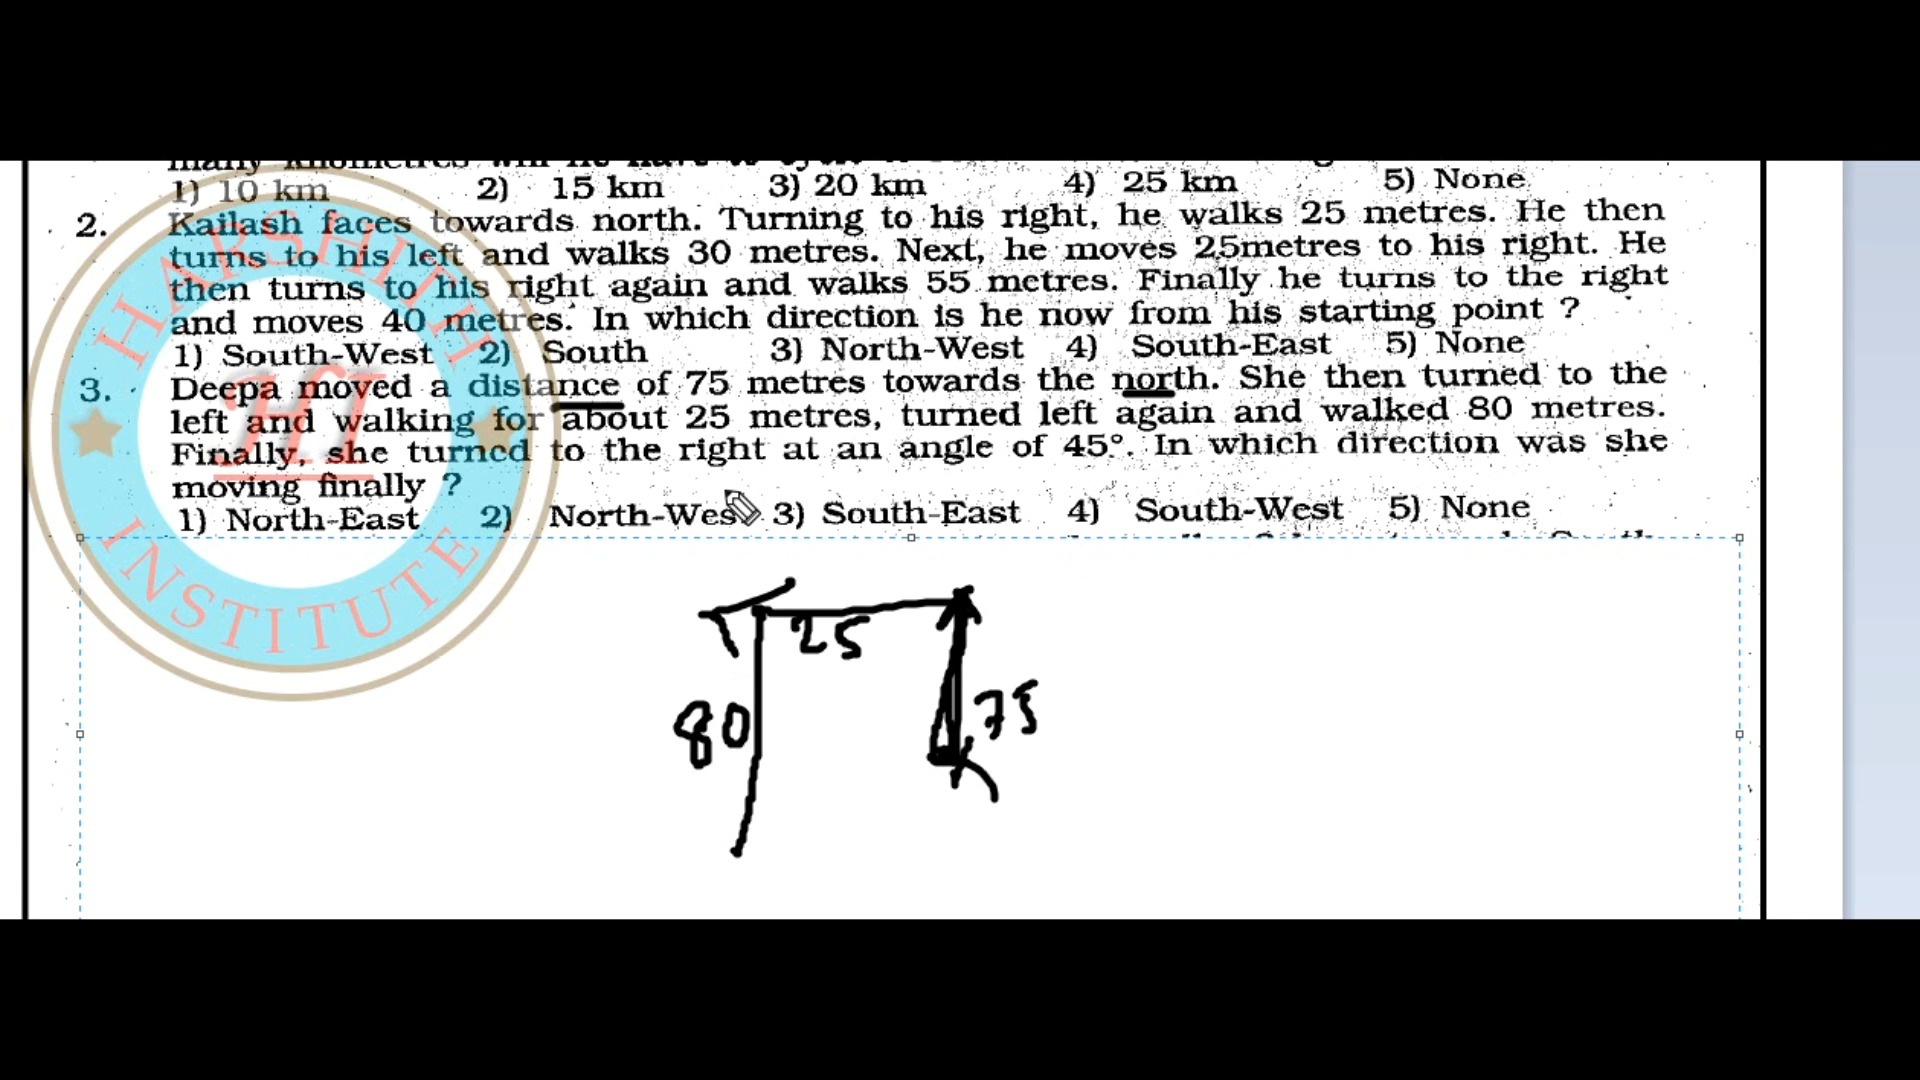 1) 10 km 2) 15 km 3) 20 km 4) 25 km 5) None
2. Kailash faces towards north. Turning to his right, he walks 25 metres. He then
turns to his left and walks 30 metres. Next, he moves 25metres to his right. He
then turns to his right again and walks 55 metres. Finally he turns to the right
and moves 40 metres. In which direction is he now from his starting point ?
1) South-West 2) South 3) North-West 4) South-East 5) None
3. Deepa moved a distance of 75 metres towards the north. She then turned to the
left and walking for about 25 metres, turned left again and walked 80 metres.
Finally, she turned to the right at an angle of 45°. In which direction was she
moving finally ?
1) North-East 2) North-Wes 3) South-East 4) South-West 5) None
HARSHITH
HI
INSTITUTE
25
80
75